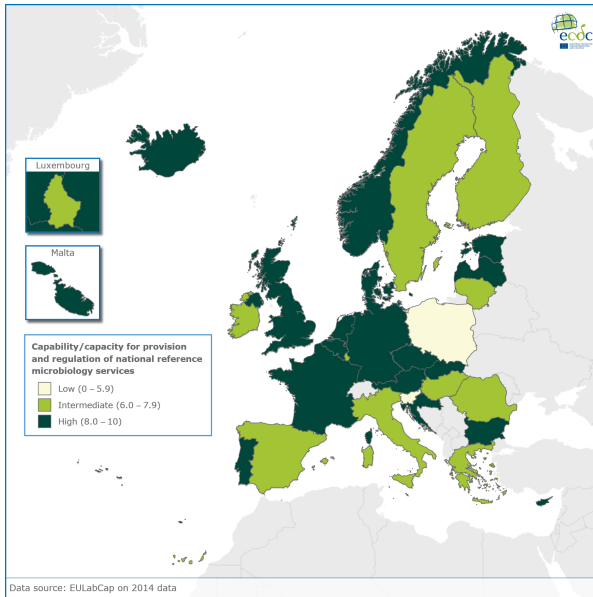 ecdc
Luxembourg
Malta
Capability/capacity for provision
and regulation of national reference
microbiology services
Low (0 – 5.9)
Intermediate (6.0 – 7.9)
High (8.0 – 10)
Data source: EULabCap on 2014 data